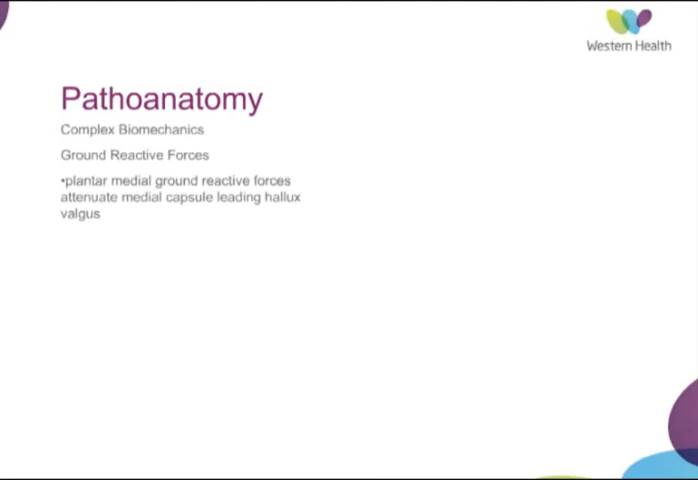 Western Health
Pathoanatomy
Complex Biomechanics
Ground Reactive Forces
•plantar medial ground reactive forces
attenuate medial capsule leading hallux
valgus